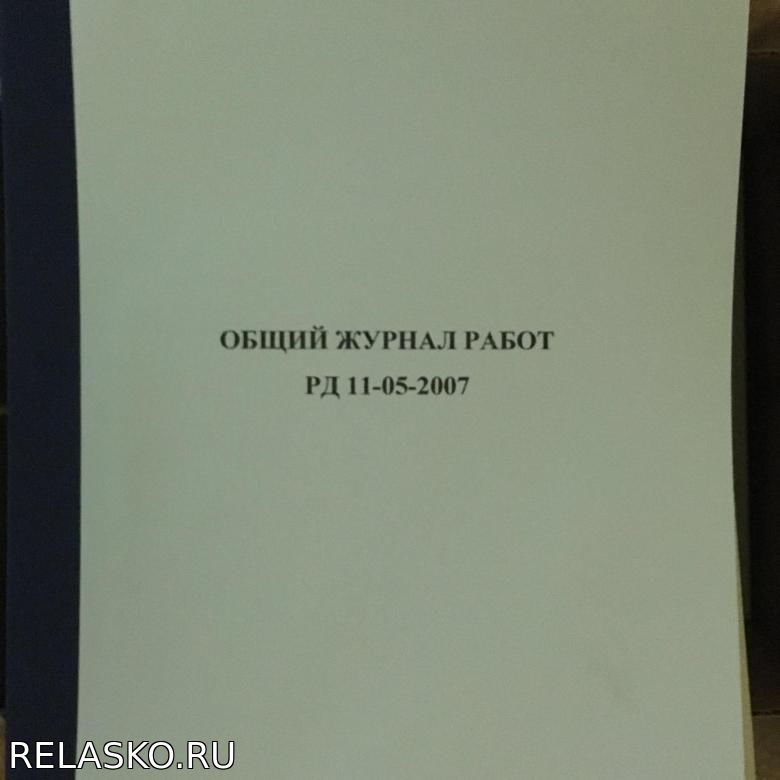 ОБЩИЙ ЖУРНАЛ РАБОТ
РД 11-05-2007
RELASKO.RU